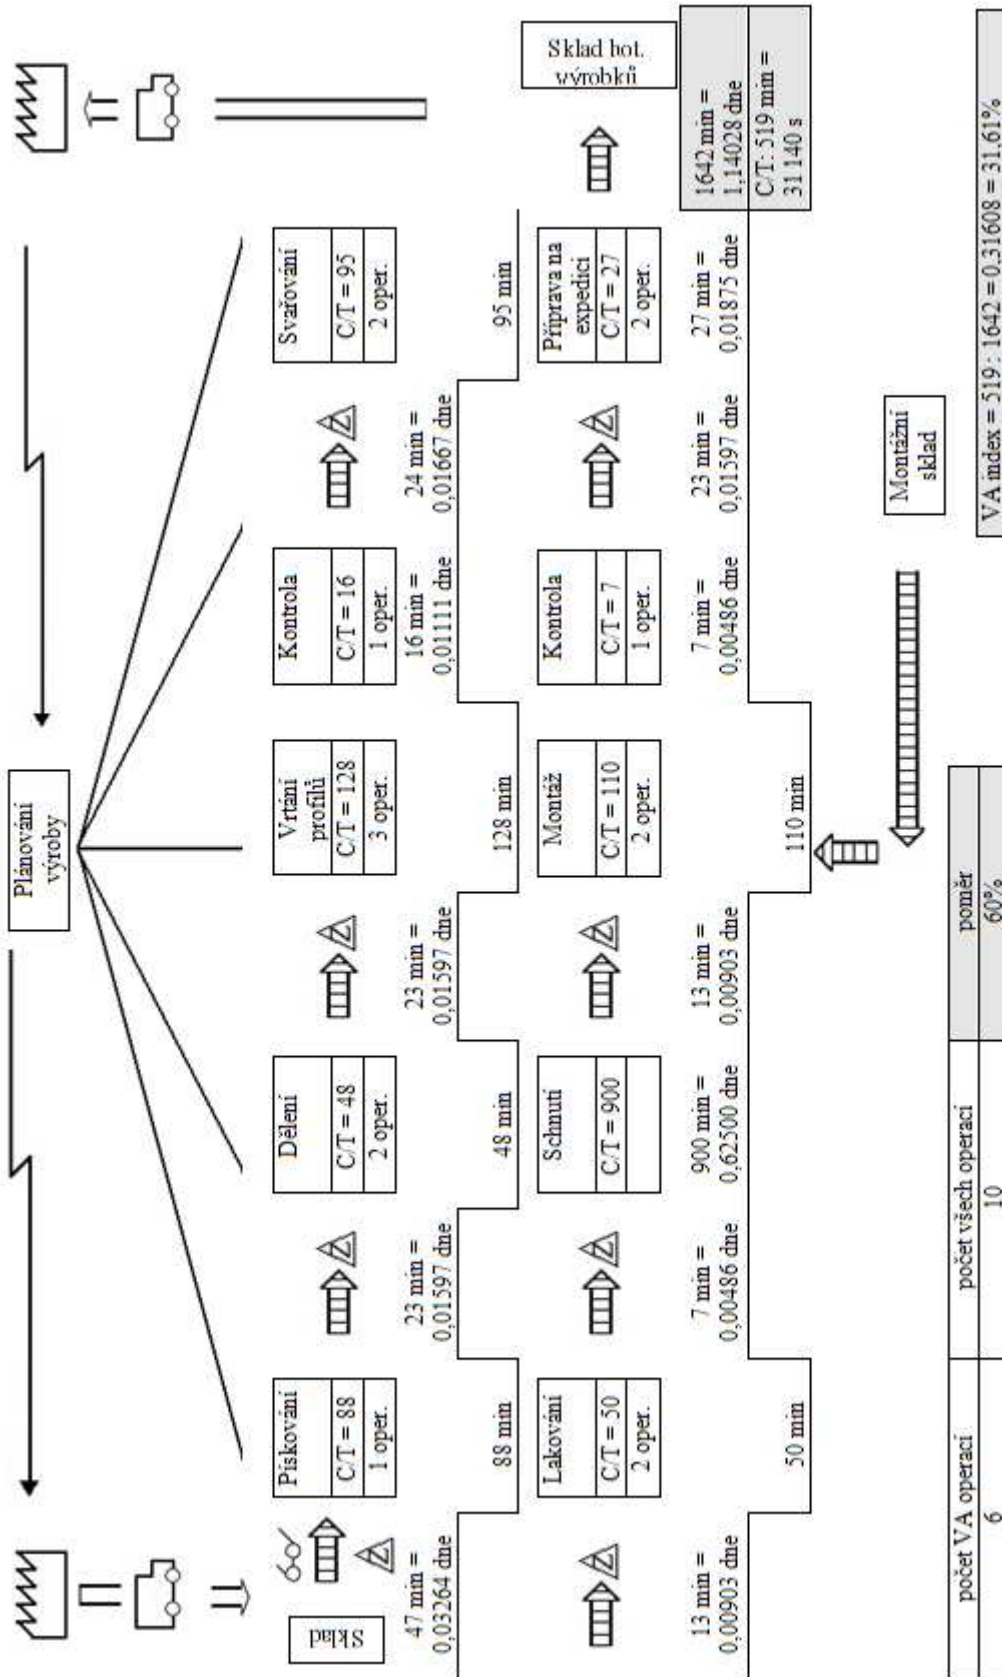 Plánování
výroby
Sklad
Pískování
C/T = 88
1 oper.
Dělení
C/T = 48
2 oper.
Vrtání
profilů
C/T = 128
3 oper.
Kontrola
C/T = 16
1 oper.
Svařování
C/T = 95
2 oper.
47 min =
0,03264 dne
88 min
23 min =
0,01597 dne
48 min
23 min =
0,01597 dne
128 min
16 min =
0,01111 dne
24 min =
0,01667 dne
95 min
Lakování
C/T = 50
2 oper.
Schnutí
C/T = 900
Montáž
C/T = 110
2 oper.
Kontrola
C/T = 7
1 oper.
Příprava na
expedici
C/T = 27
2 oper.
Sklad hot.
výrobků
13 min =
0,00903 dne
50 min
7 min =
0,00486 dne
900 min =
0,62500 dne
13 min =
0,00903 dne
110 min
7 min =
0,00486 dne
23 min =
0,01597 dne
27 min =
0,01875 dne
1642 min =
1,14028 dne
C/T: 519 min =
31.140 s
Montážní
sklad
počet VA operací
počet všech operací
poměr
6
10
60%
VA index = 519 : 1642 = 0,31608 = 31,61%